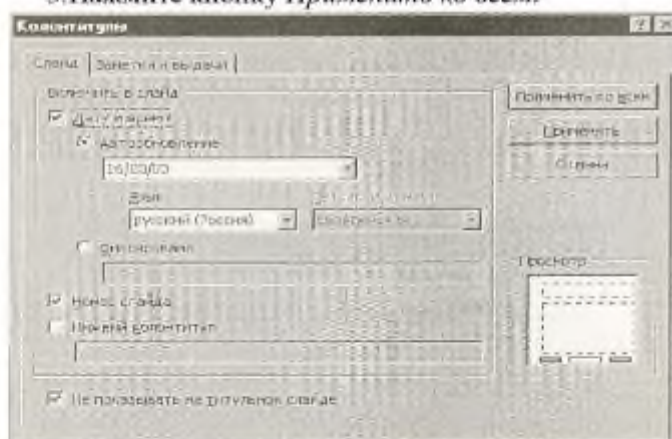 Нажмите кнопку Применить ко всем
Колонтитулы
Слайд Заметки и выдачи
Включить в слайд
Дату и время
Автообновление
16/03/03
Язык
русский (Россия)
Фиксировано
Номер слайда
Нижний колонтитул
Не показывать на титульном слайде
Применить ко всем
Применить
Отмена
Просмотр